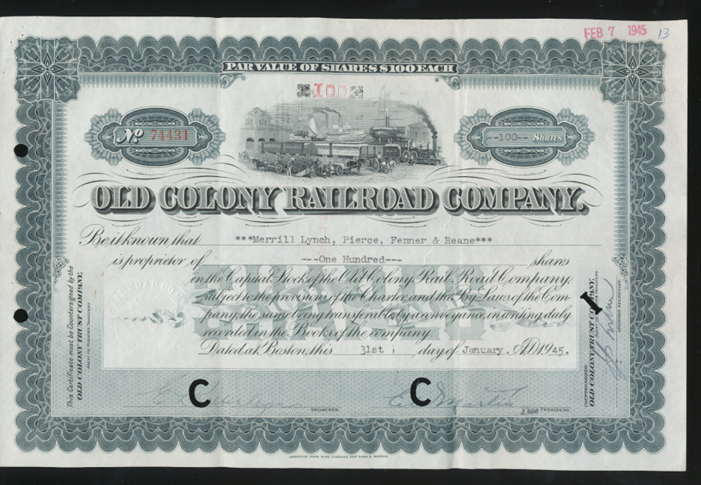 FEB 7 1945 13
PAR VALUE OF SHARES $100 EACH
100
No 74431
--100-- Shares
OLD COLONY RAILROAD COMPANY.
Be it known that ***Merrill Lynch, Pierce, Fenner & Beane***
is proprietor of ---One Hundred--- shares
in the Capital Stock of the Old Colony Rail Road Company
subject to the provisions of the Charter, and the By Laws of the Com-
pany, the same being transferable by a conveyance, in writing duly
recorded in the Books of the company.
Dated at Boston, this 31st day of January. A.D. 1945.
This Certificate must be Countersigned by the
OLD COLONY TRUST COMPANY.
OLD COLONY TRUST COMPANY,
C C
TREASURER.